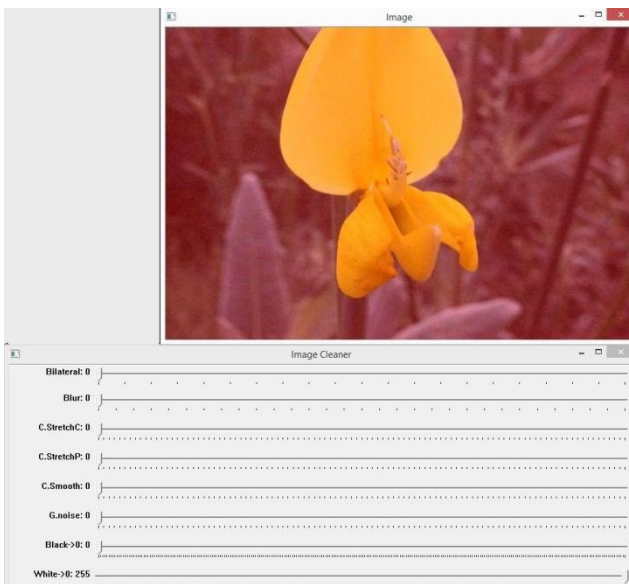 Image
Image Cleaner
Bilateral: 0
Blur: 0
C.StretchC: 0
C.StretchP: 0
C.Smooth: 0
G.noise: 0
Black->0: 0
White->0: 255